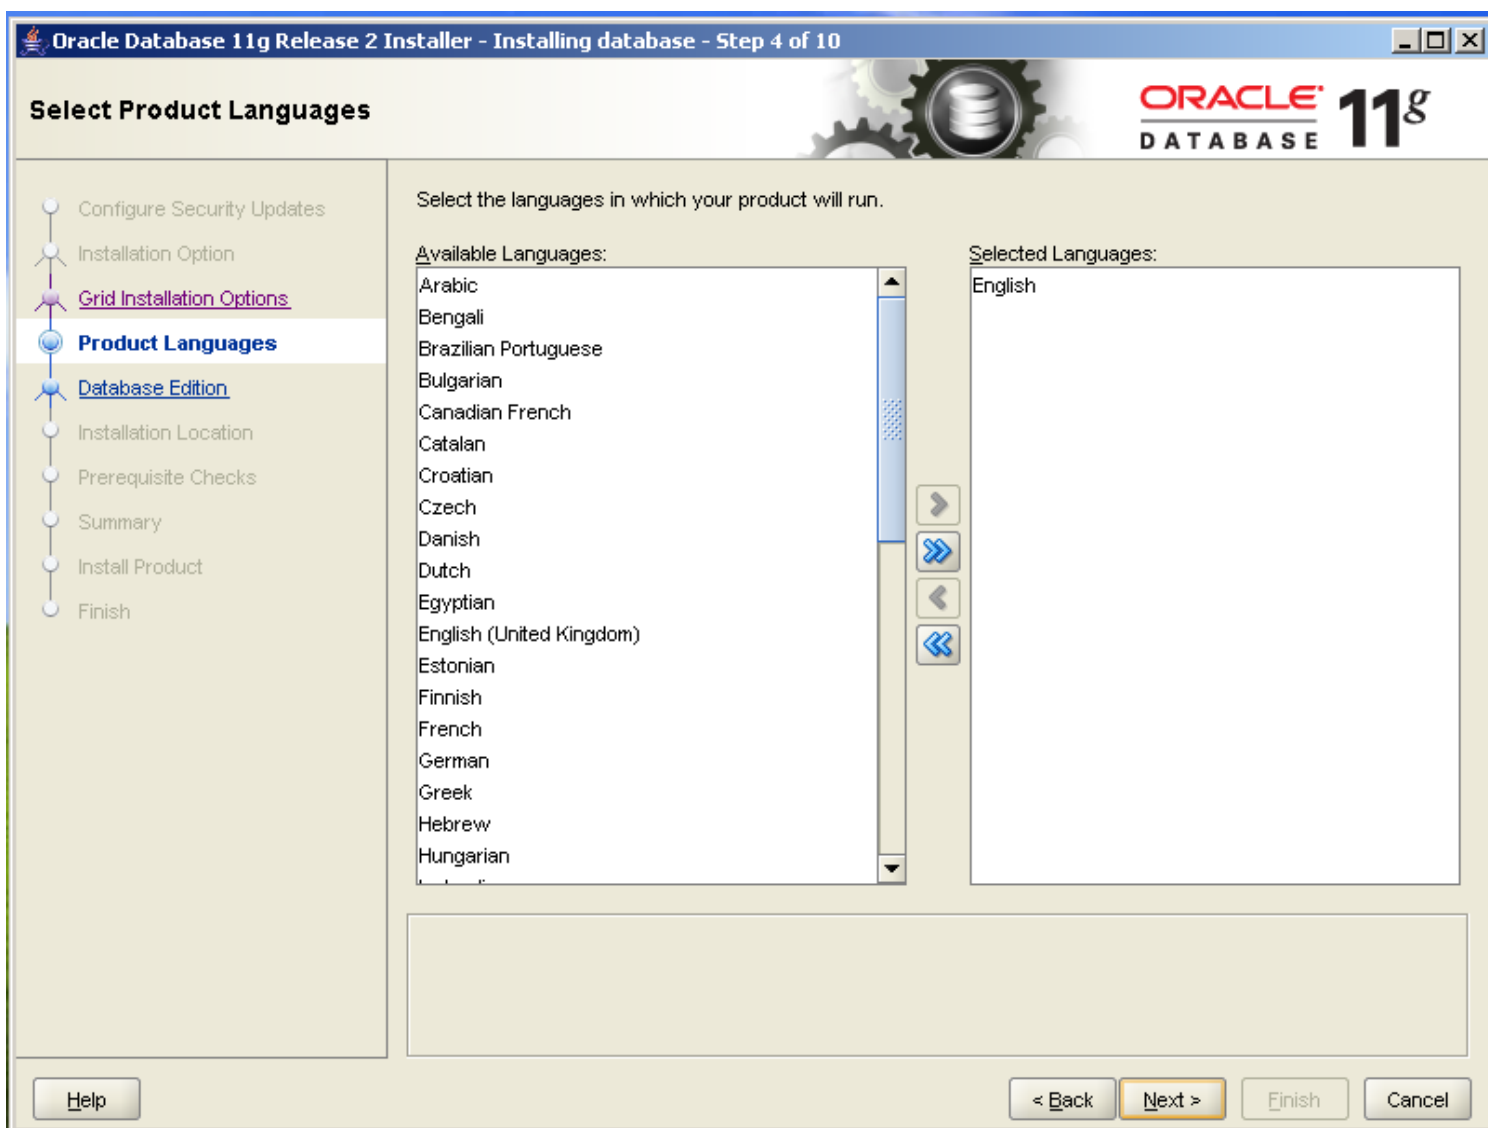 Oracle Database 11g Release 2 Installer - Installing database - Step 4 of 10
Select Product Languages
ORACLE
DATABASE
11g
Configure Security Updates
Installation Option
Grid Installation Options
Product Languages
Database Edition
Installation Location
Prerequisite Checks
Summary
Install Product
Finish
Select the languages in which your product will run.
Available Languages:
Arabic
Bengali
Brazilian Portuguese
Bulgarian
Canadian French
Catalan
Croatian
Czech
Danish
Dutch
Egyptian
English (United Kingdom)
Estonian
Finnish
French
German
Greek
Hebrew
Hungarian
Selected Languages:
English
Help
< Back
Next >
Finish
Cancel